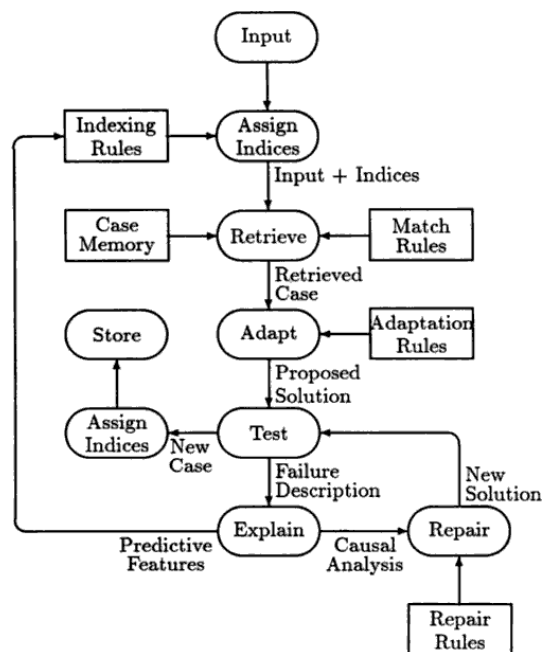 Input
Indexing
Rules
Assign
Indices
Input + Indices
Case
Memory
Retrieve
Match
Rules
Retrieved
Case
Store
Adapt
Adaptation
Rules
Proposed
Solution
Assign
Indices
New
Case
Test
Failure
Description
New
Solution
Predictive
Features
Explain
Causal
Analysis
Repair
Repair
Rules